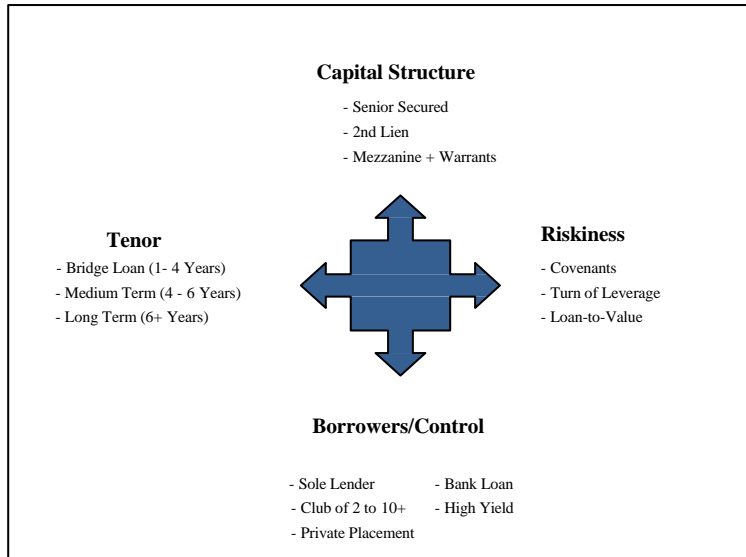 Capital Structure
- Senior Secured
- 2nd Lien
- Mezzanine + Warrants
Tenor
- Bridge Loan (1- 4 Years)
- Medium Term (4 - 6 Years)
- Long Term (6+ Years)
Riskiness
- Covenants
- Turn of Leverage
- Loan-to-Value
Borrowers/Control
- Sole Lender
- Club of 2 to 10+
- Private Placement
- Bank Loan
- High Yield